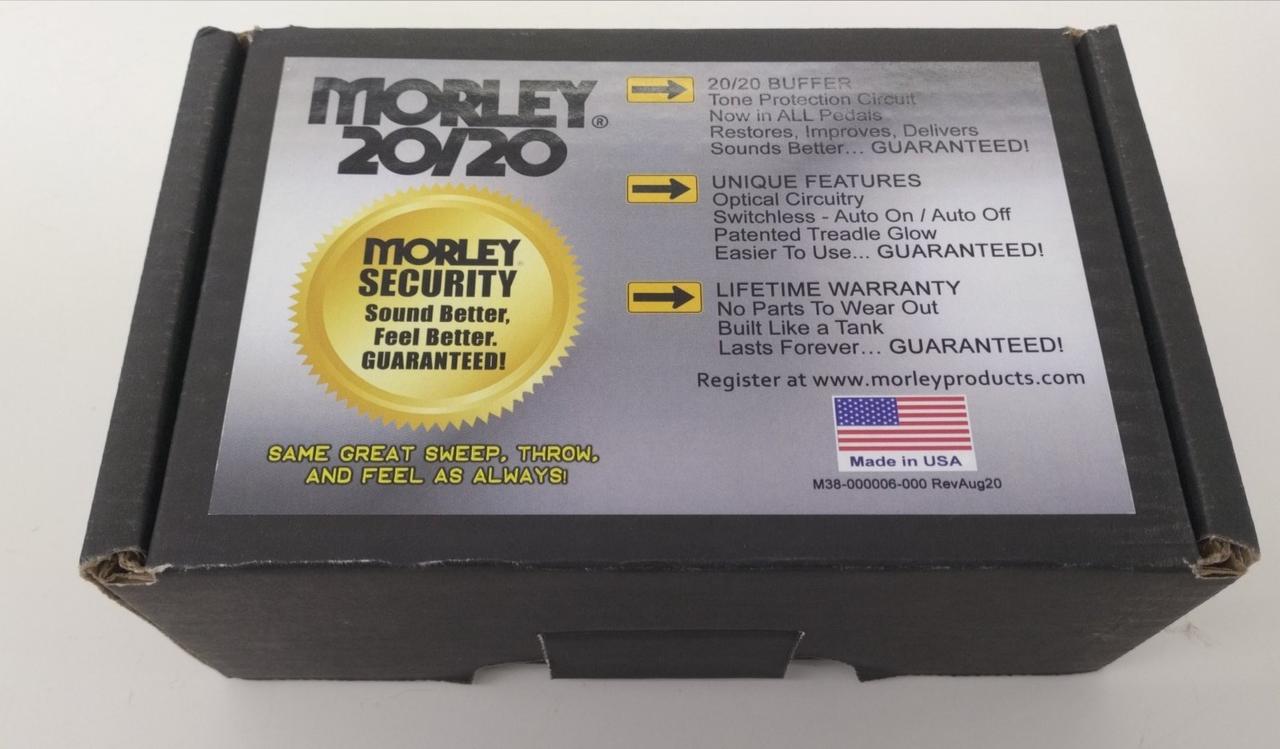 MORLEY®
20/20
MORLEY
SECURITY
Sound Better,
Feel Better.
GUARANTEED!
SAME GREAT SWEEP, THROW,
AND FEEL AS ALWAYS!
20/20 BUFFER
Tone Protection Circuit
Now in ALL Pedals
Restores, Improves, Delivers
Sounds Better... GUARANTEED!
UNIQUE FEATURES
Optical Circuitry
Switchless - Auto On / Auto Off
Patented Treadle Glow
Easier To Use... GUARANTEED!
LIFETIME WARRANTY
No Parts To Wear Out
Built Like a Tank
Lasts Forever... GUARANTEED!
Register at www.morleyproducts.com
Made in USA
M38-000006-000 RevAug20